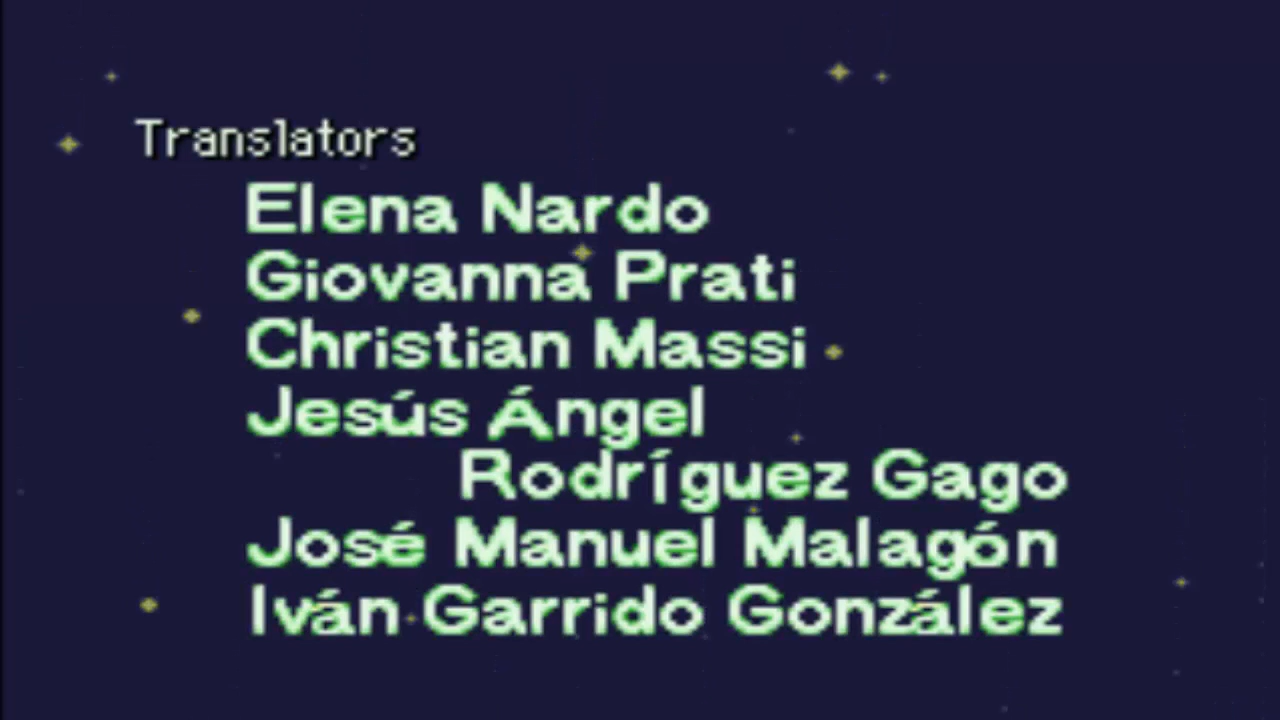 Translators
Elena Nardo
Giovanna Prati
Christian Massi
Jesús Ángel
Rodríguez Gago
José Manuel Malagón
Iván Garrido González